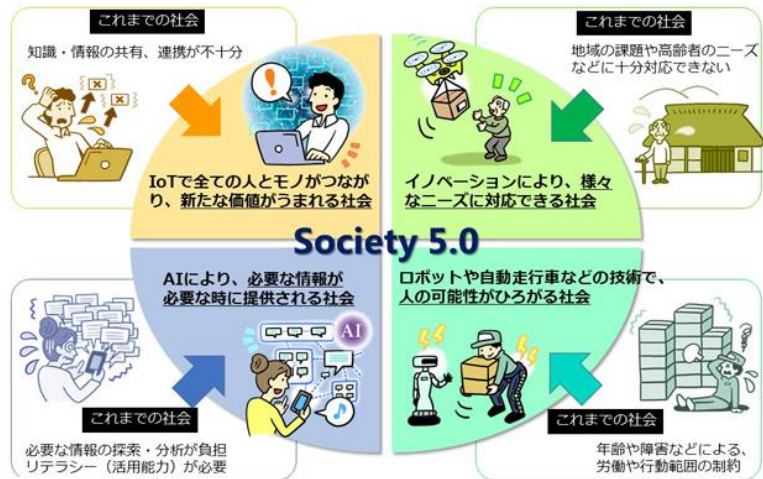 これまでの社会
知識・情報の共有、連携が不十分
IoTで全ての人とモノがつなが
り、新たな価値がうまれる社会
これまでの社会
地域の課題や高齢者のニーズ
などに十分対応できない
イノベーションにより、様々
なニーズに対応できる社会
Society 5.0
AIにより、必要な情報が
必要な時に提供される社会
AI
これまでの社会
必要な情報の探索・分析が負担
リテラシー（活用能力）が必要
ロボットや自動走行車などの技術で、
人の可能性がひろがる社会
これまでの社会
年齢や障害などによる、
労働や行動範囲の制約